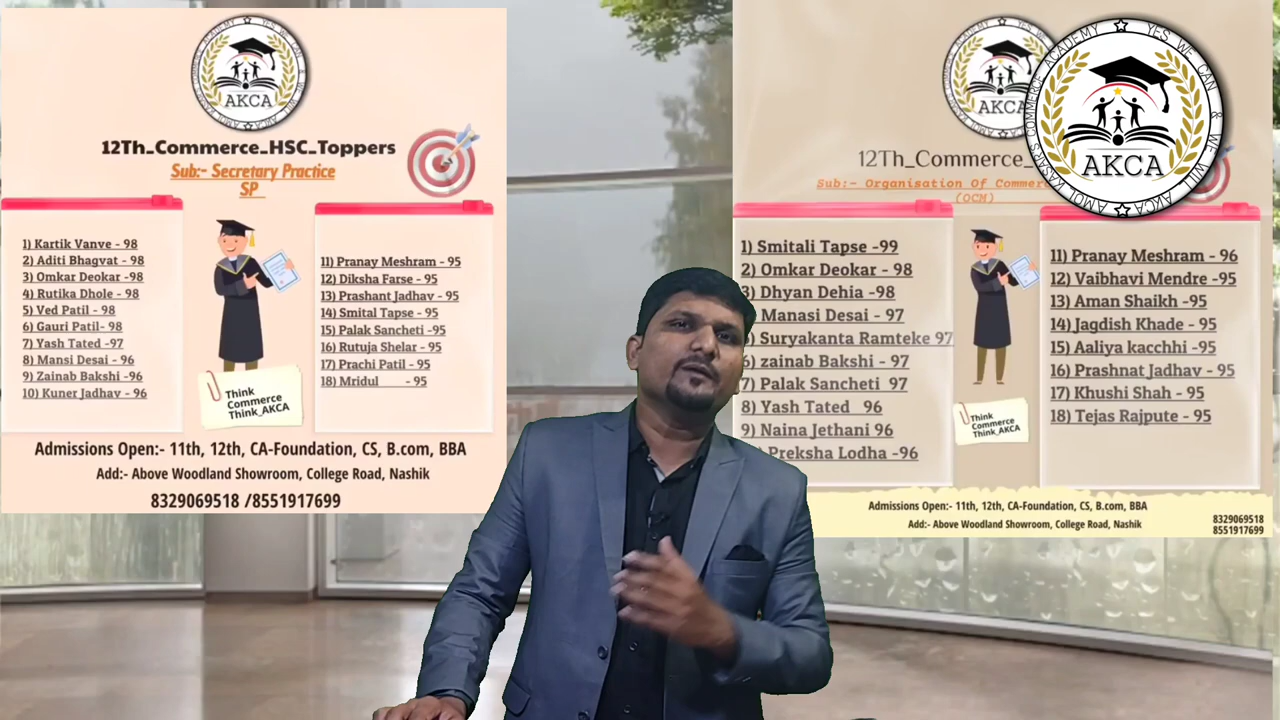 AKCA
12Th_Commerce_HSC_Toppers
Sub:- Secretary Practice
SP
1) Kartik Vanve - 98
2) Aditi Bhagvat - 98
3) Omkar Deokar -98
4) Rutika Dhole - 98
5) Ved Patil - 98
6) Gauri Patil- 98
7) Yash Tated -97
8) Mansi Desai - 96
9) Zainab Bakshi -96
10) Kuner Jadhav - 96
11) Pranay Meshram - 95
12) Diksha Farse - 95
13) Prashant Jadhav - 95
14) Smital Tapse - 95
15) Palak Sancheti -95
16) Rutuja Shelar - 95
17) Prachi Patil - 95
18) Mridul - 95
Think
Commerce
Think_AKCA
Admissions Open:- 11th, 12th, CA-Foundation, CS, B.com, BBA
Add:- Above Woodland Showroom, College Road, Nashik
8329069518 /8551917699
AKCA
ACADEMY YES WE CAN & WE WILL
AKCA
12Th_Commerce_
Sub:- Organisation Of Commer
(OCM)
1) Smitali Tapse -99
2) Omkar Deokar - 98
3) Dhyan Dehia -98
Manasi Desai - 97
) Suryakanta Ramteke 97
6) zainab Bakshi - 97
7) Palak Sancheti 97
8) Yash Tated 96
9) Naina Jethani 96
Preksha Lodha -96
11) Pranay Meshram - 96
12) Vaibhavi Mendre -95
13) Aman Shaikh -95
14) Jagdish Khade - 95
15) Aaliya kacchhi -95
16) Prashnat Jadhav - 95
17) Khushi Shah - 95
18) Tejas Rajpute - 95
Think
Commerce
Think_AKCA
Admissions Open:- 11th, 12th, CA-Foundation, CS, B.com, BBA
Add:- Above Woodland Showroom, College Road, Nashik
8329069518
8551917699